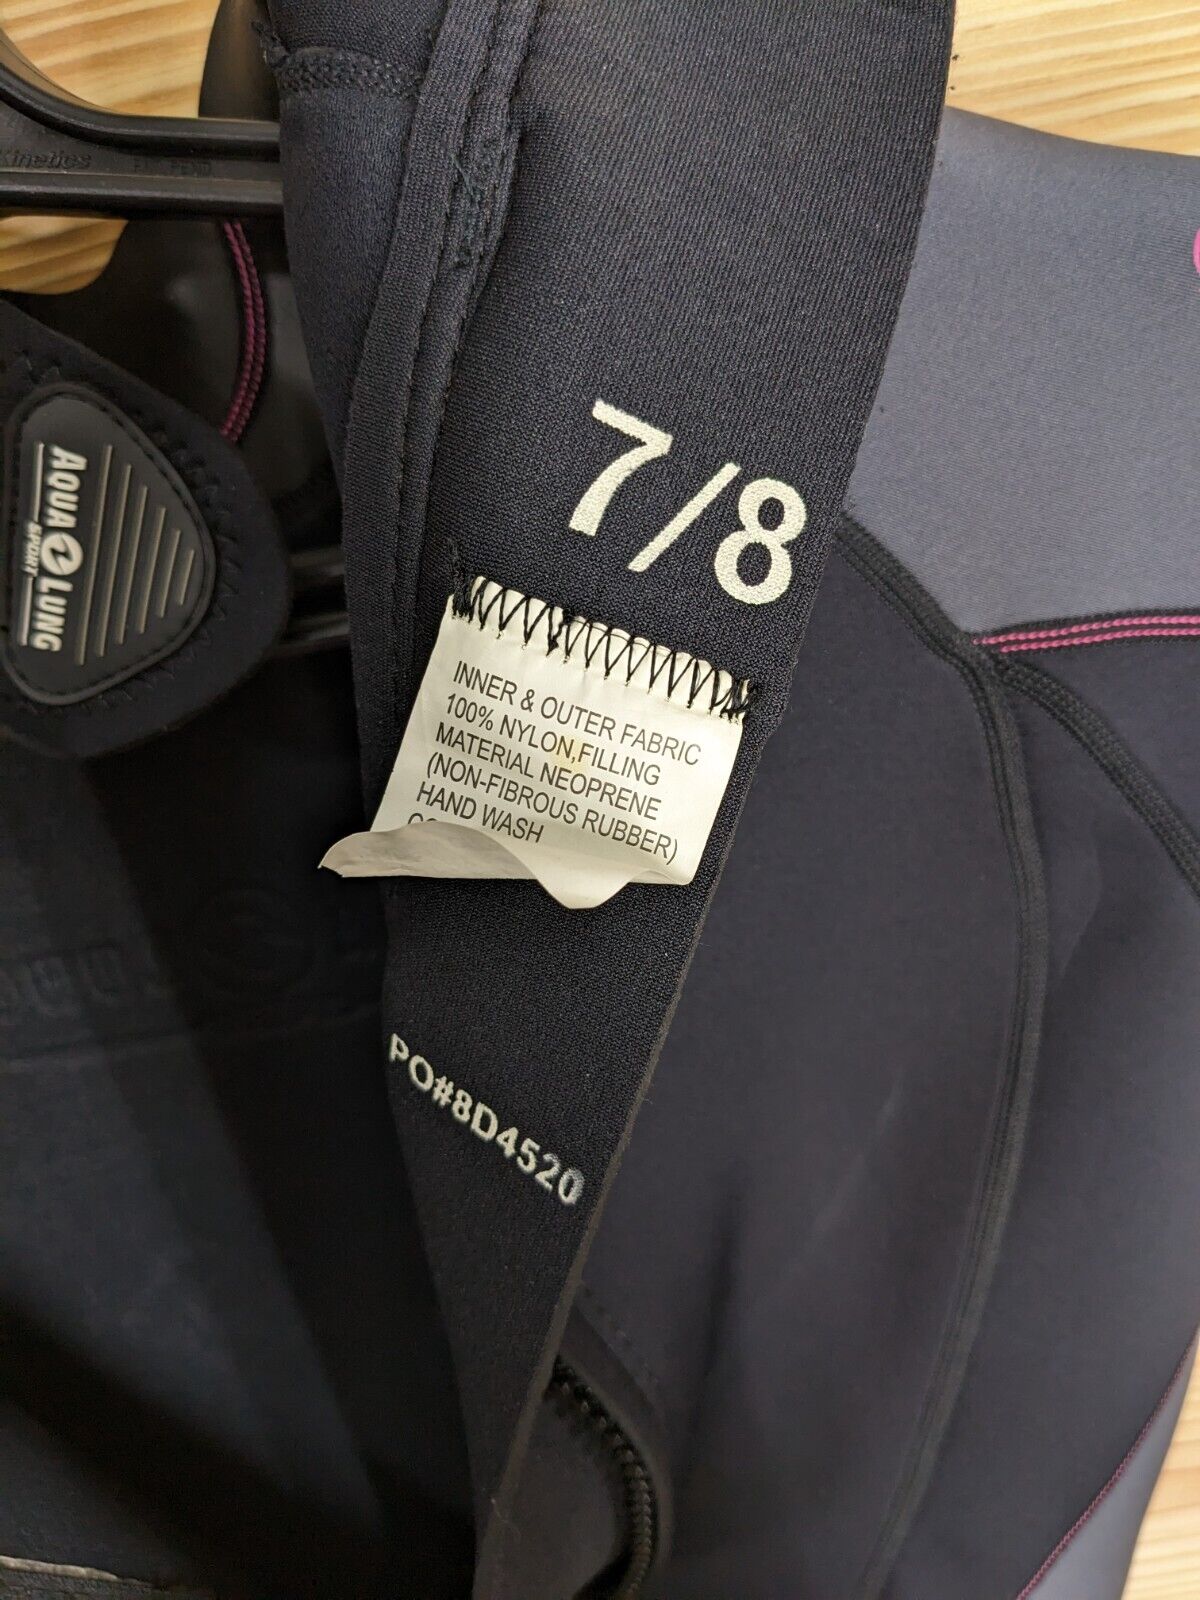 Kinetics
AQUA LUNG
SPORT
7/8
INNER & OUTER FABRIC
100% NYLON,FILLING
MATERIAL NEOPRENE
(NON-FIBROUS RUBBER)
HAND WASH
PO#8D4520